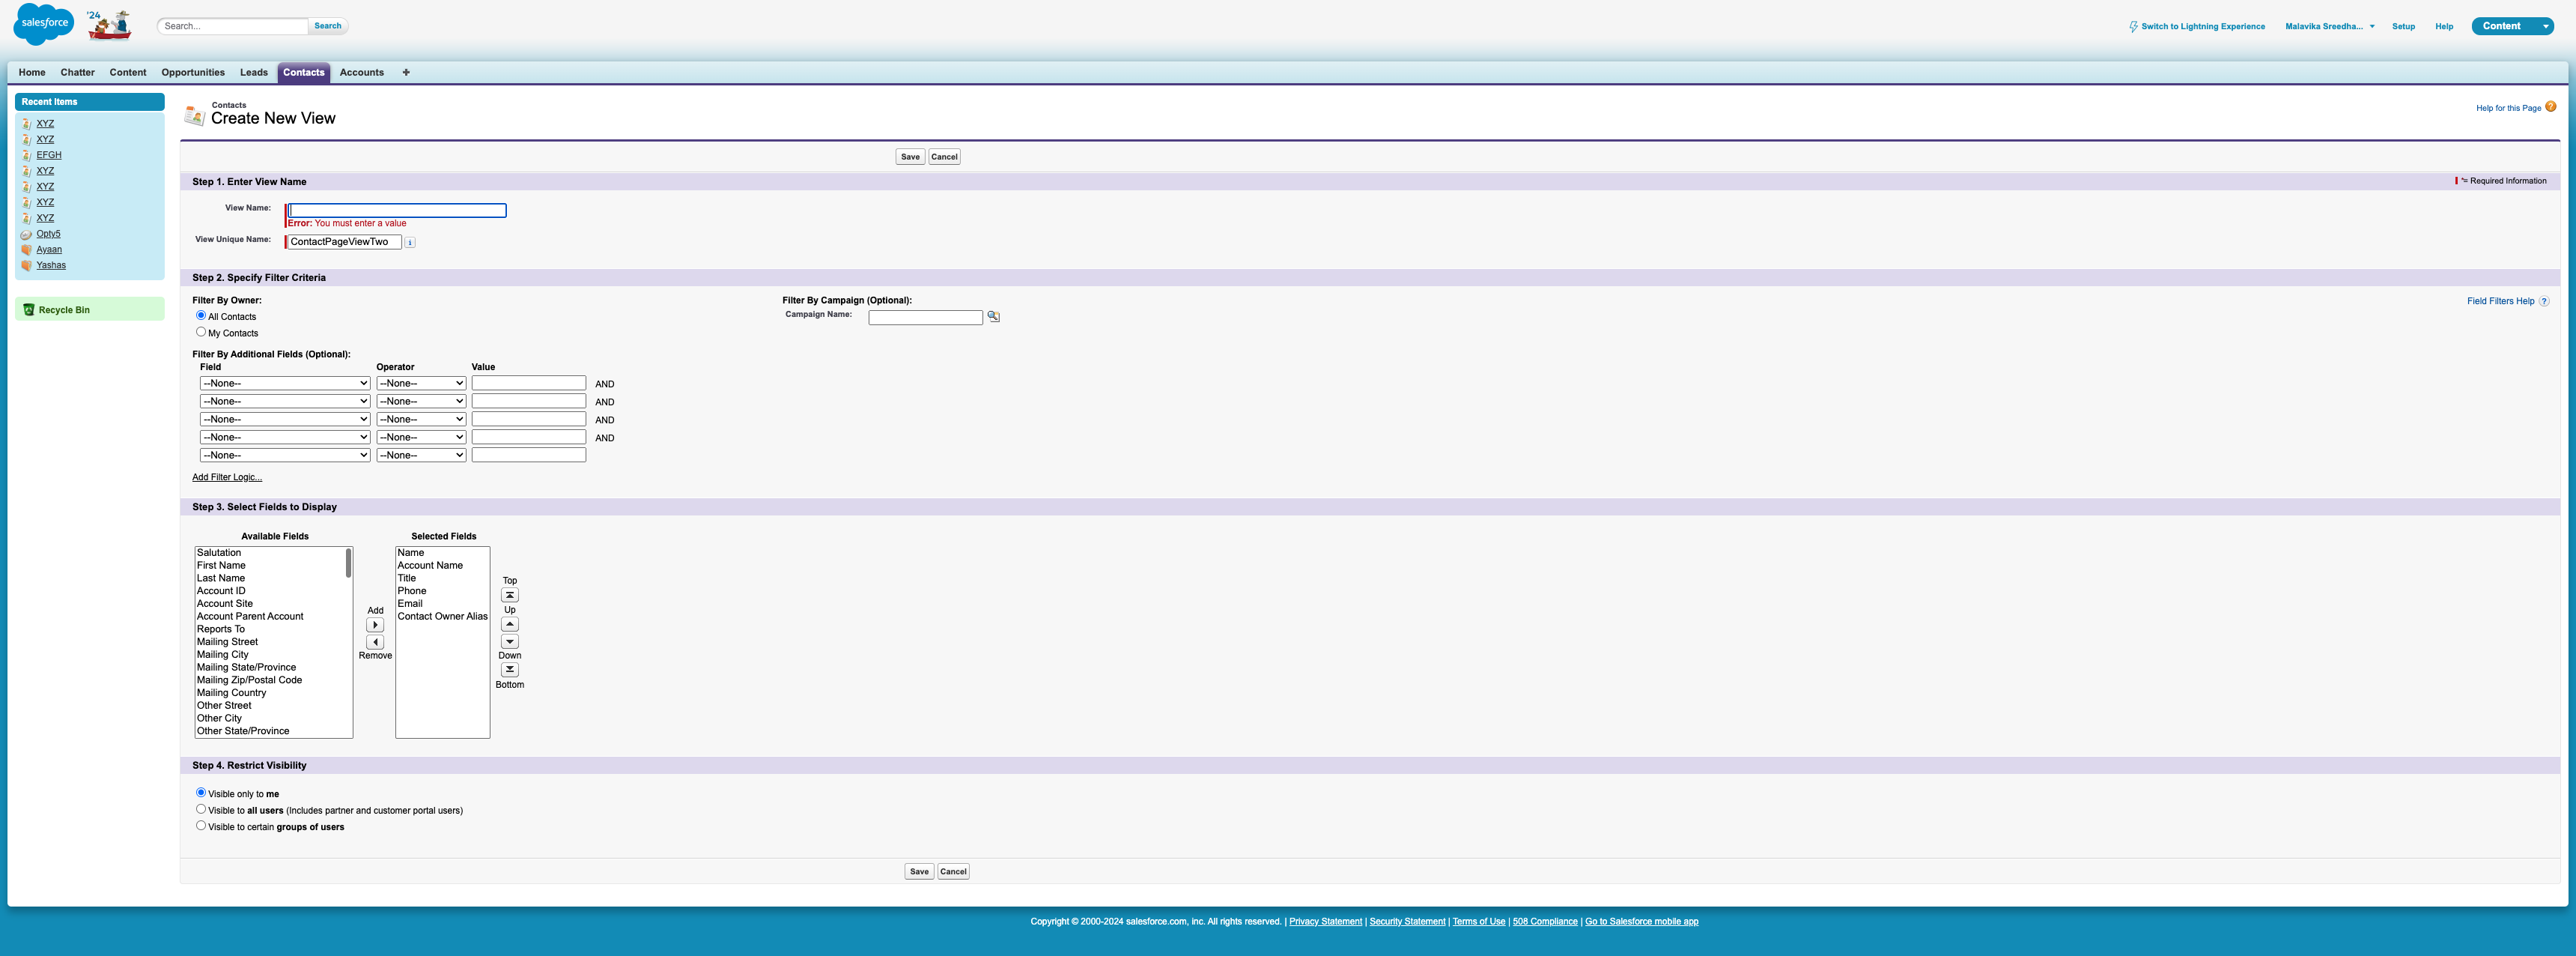 salesforce
'24
Search...
Search
Switch to Lightning Experience
Malavika Sreedha...
Setup
Help
Content
Home
Chatter
Content
Opportunities
Leads
Contacts
Accounts
+
Recent Items
XYZ
XYZ
EFGH
XYZ
XYZ
XYZ
XYZ
Opty5
Ayaan
Yashas
Recycle Bin
Contacts
Create New View
Help for this Page
Save Cancel
Step 1. Enter View Name
*= Required Information
View Name:
Error: You must enter a value
View Unique Name: ContactPageViewTwo i
Step 2. Specify Filter Criteria
Filter By Owner:
All Contacts
My Contacts
Filter By Campaign (Optional):
Campaign Name:
Field Filters Help ?
Filter By Additional Fields (Optional):
Field Operator Value
--None-- --None-- AND
--None-- --None-- AND
--None-- --None-- AND
--None-- --None-- AND
--None-- --None--
Add Filter Logic...
Step 3. Select Fields to Display
Available Fields
Salutation
First Name
Last Name
Account ID
Account Site
Account Parent Account
Reports To
Mailing Street
Mailing City
Mailing State/Province
Mailing Zip/Postal Code
Mailing Country
Other Street
Other City
Other State/Province
Add
Remove
Selected Fields
Name
Account Name
Title
Phone
Email
Contact Owner Alias
Top
Up
Down
Bottom
Step 4. Restrict Visibility
Visible only to me
Visible to all users (Includes partner and customer portal users)
Visible to certain groups of users
Save Cancel
Copyright © 2000-2024 salesforce.com, inc. All rights reserved. | Privacy Statement | Security Statement | Terms of Use | 508 Compliance | Go to Salesforce mobile app